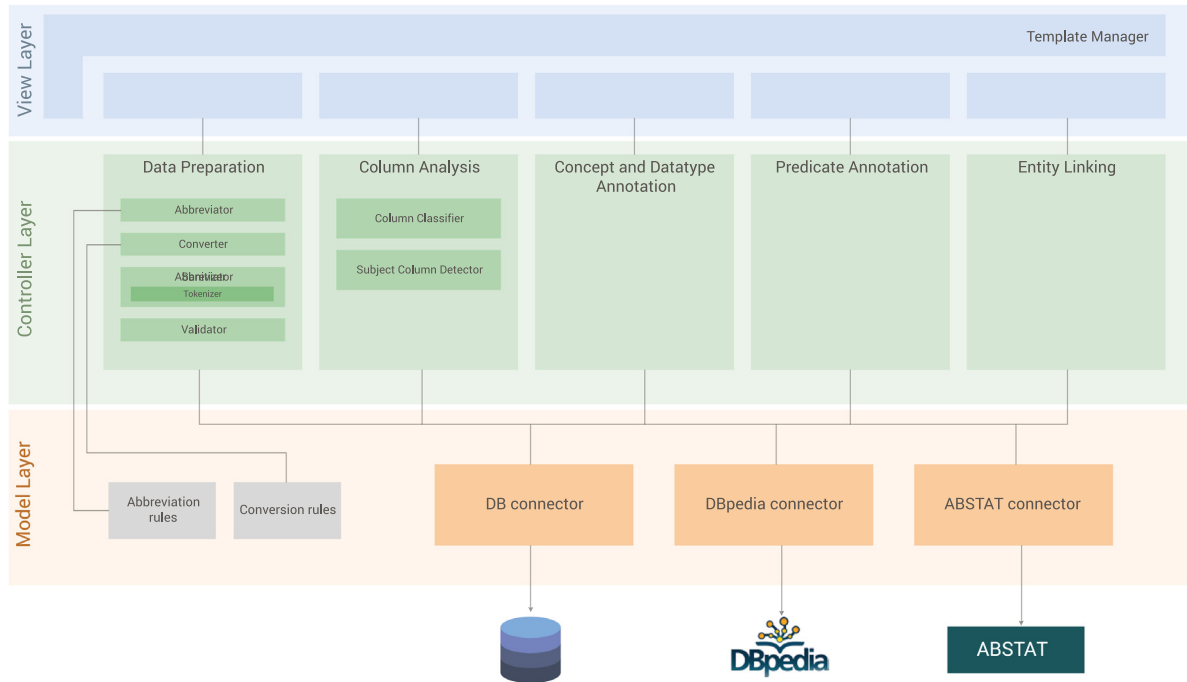 View Layer
Template Manager
Controller Layer
Data Preparation
Abbreviator
Converter
Sanitizer
Tokenizer
Validator
Column Analysis
Column Classifier
Subject Column Detector
Concept and Datatype
Annotation
Predicate Annotation
Entity Linking
Model Layer
Abbreviation
rules
Conversion rules
DB connector
DBpedia connector
ABSTAT connector
DBpedia
ABSTAT